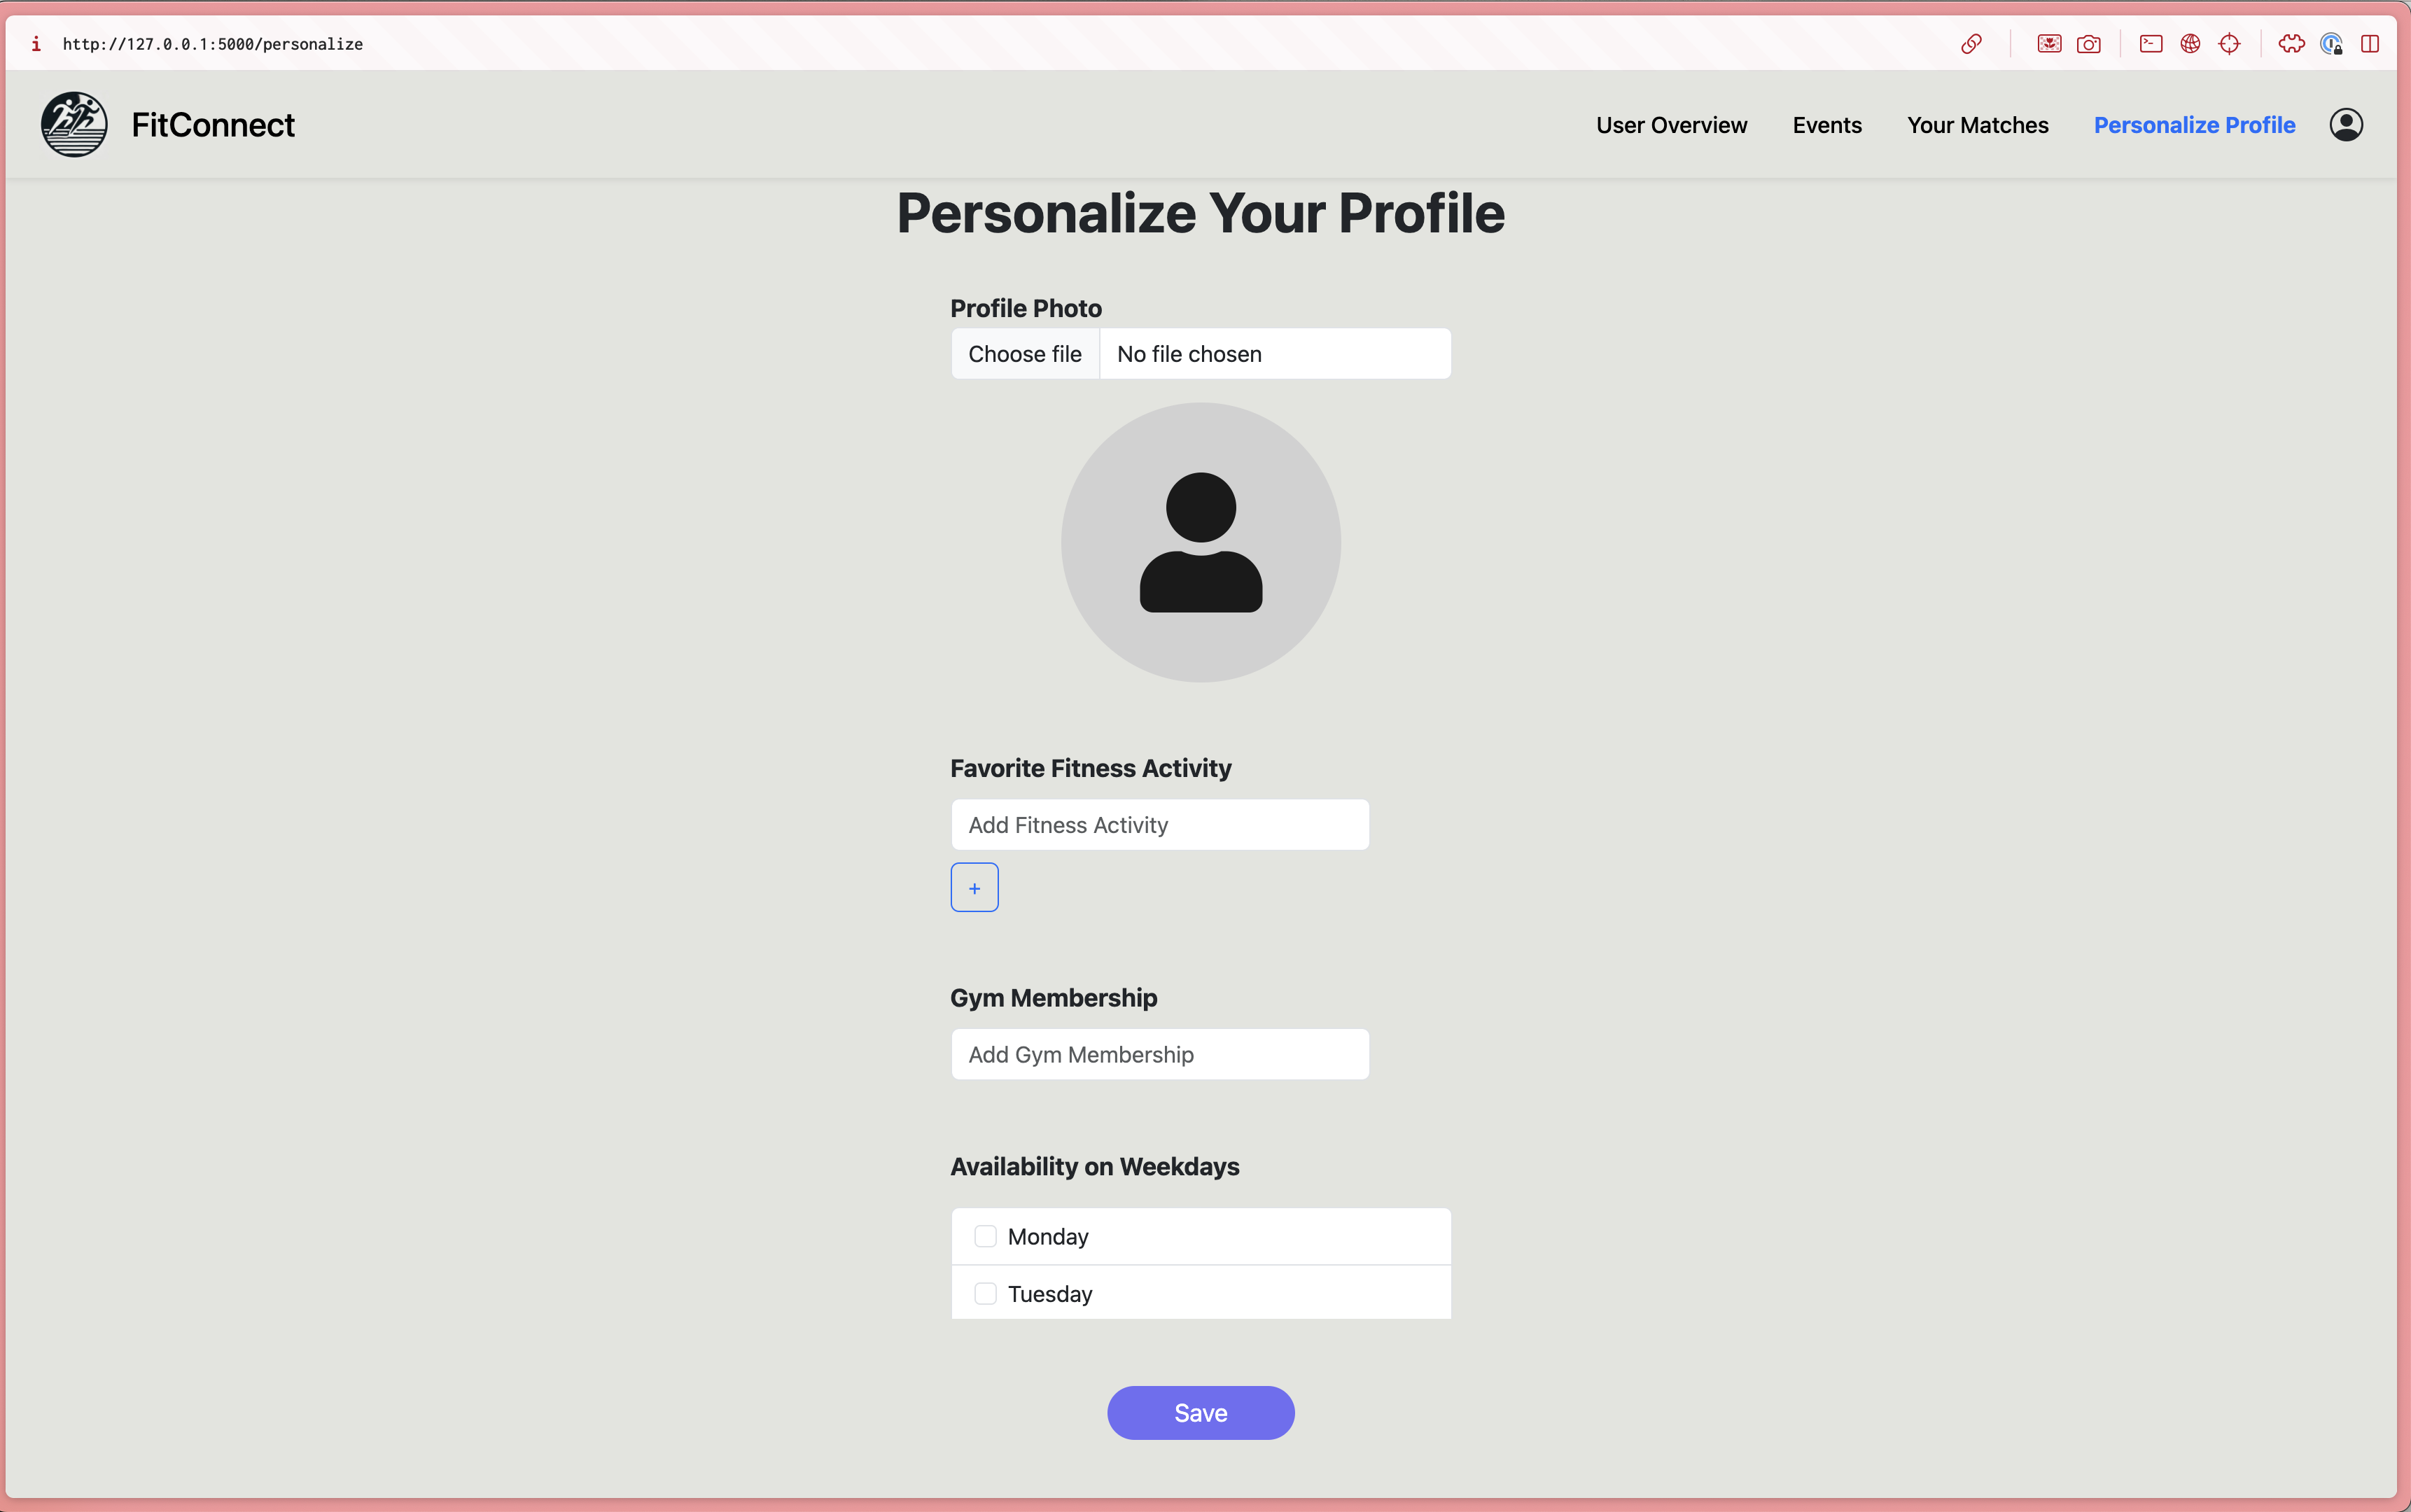 http://127.0.0.1:5000/personalize
FitConnect
User Overview
Events
Your Matches
Personalize Profile
Personalize Your Profile
Profile Photo
Choose file
No file chosen
Favorite Fitness Activity
Add Fitness Activity
+
Gym Membership
Add Gym Membership
Availability on Weekdays
Monday
Tuesday
Save